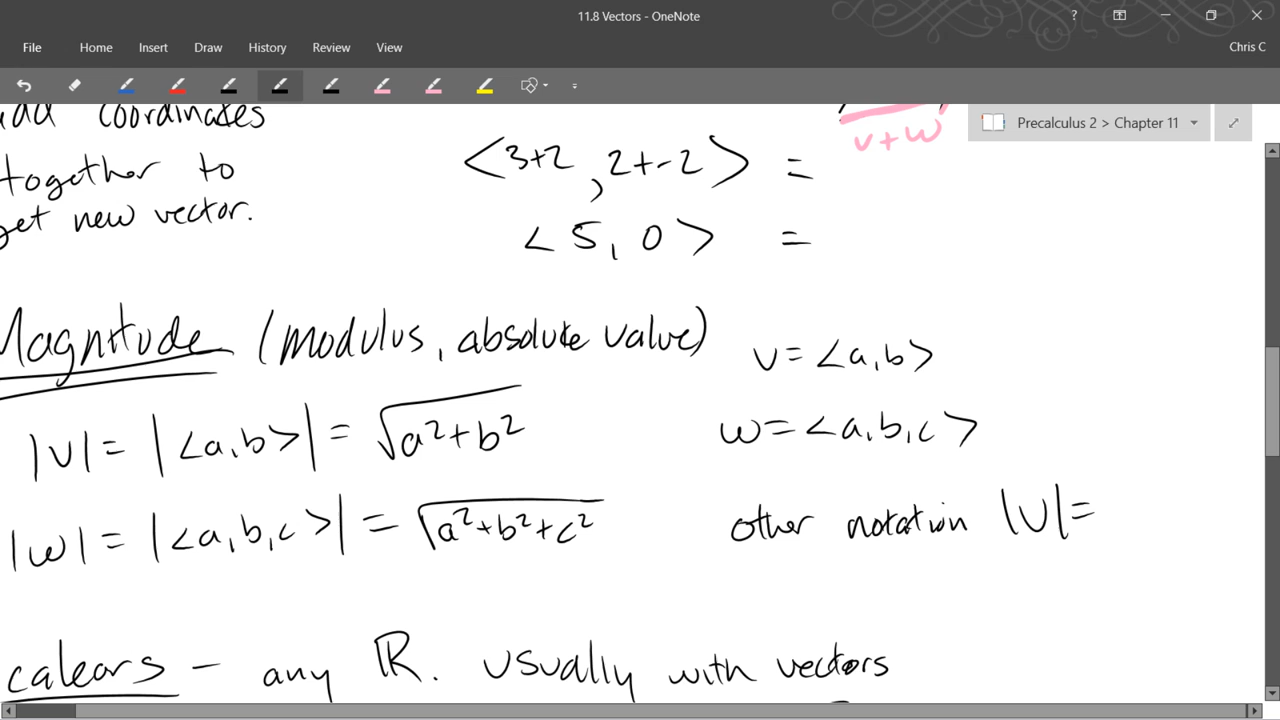 11.8 Vectors - OneNote
?
File Home Insert Draw History Review View
Chris C
Precalculus 2 > Chapter 11
add coordinates
together to
get new vector.
v+w
<3+2, 2+-2> =
<5, 0> =
Magnitude (modulus, absolute value)
v = <a,b>
|v| = |<a,b>| = √a²+b²
w = <a,b,c>
|w| = |<a,b,c>| = √a²+b²+c²
other notation |v| =
calears – any ℝ. usually with vectors